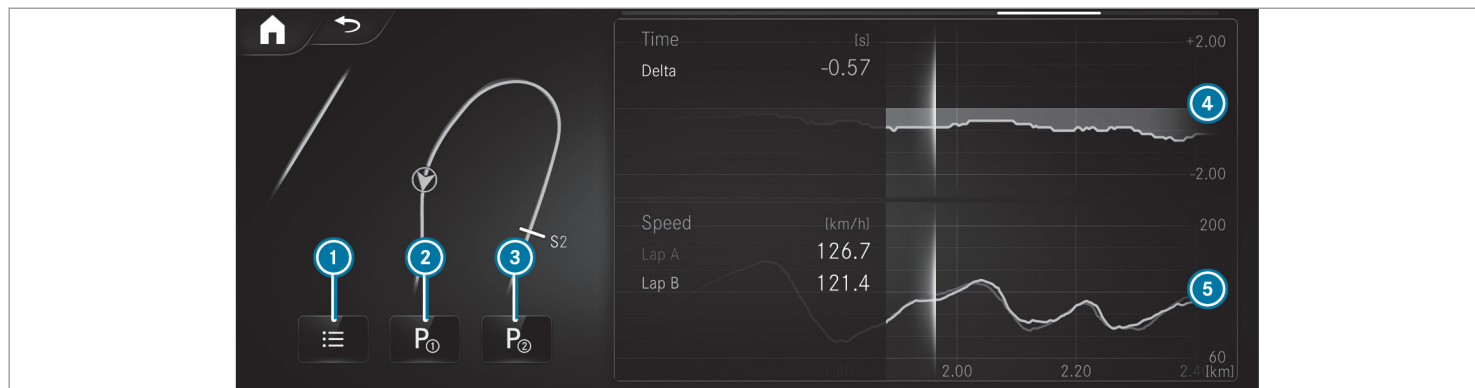 Time [s] +2.00
Delta -0.57
4
-2.00
Speed [km/h] 200
S2
Lap A 126.7
1 2 3
Lap B 121.4
5
P① P②
60
1.80 2.00 2.20 2.4 [km]